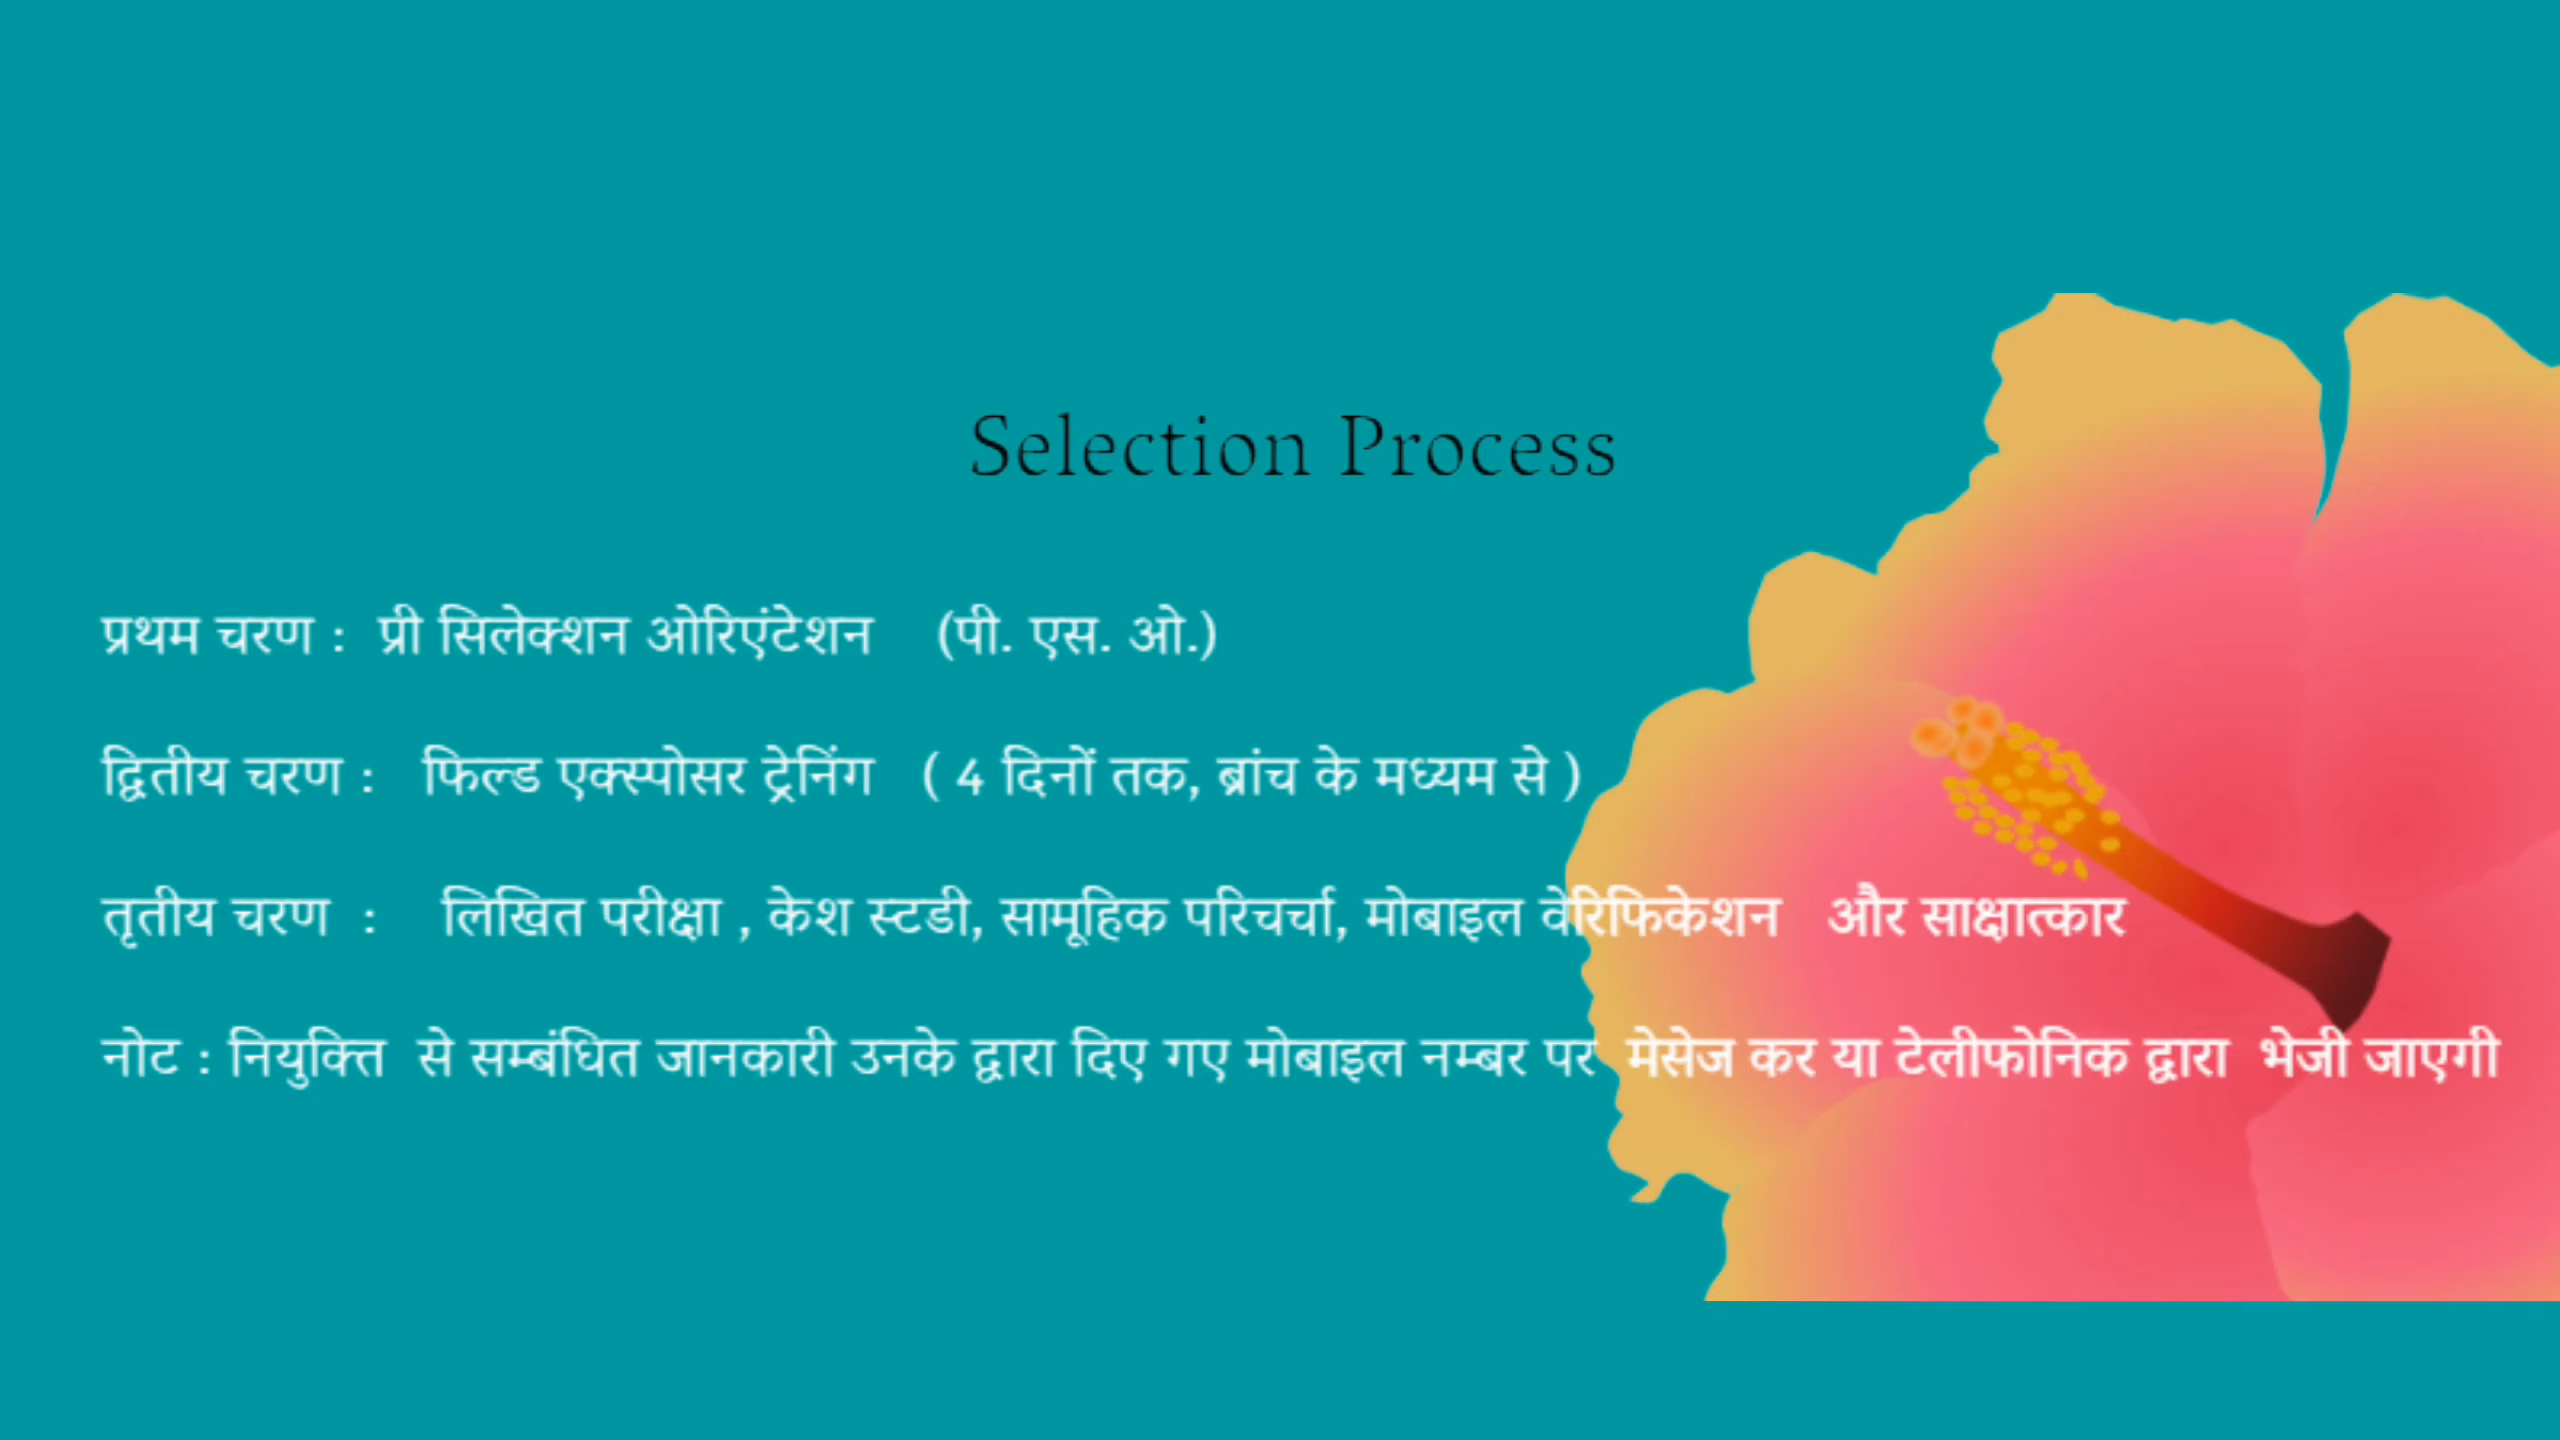 Selection Process
प्रथम चरण : प्री सिलेक्शन ओरिएंटेशन (पी. एस. ओ.)
द्वितीय चरण : फिल्ड एक्स्पोसर ट्रेनिंग ( 4 दिनों तक, ब्रांच के मध्यम से )
तृतीय चरण : लिखित परीक्षा , केश स्टडी, सामूहिक परिचर्चा, मोबाइल वेरिफिकेशन और साक्षात्कार
नोट : नियुक्ति से सम्बंधित जानकारी उनके द्वारा दिए गए मोबाइल नम्बर पर मेसेज कर या टेलीफोनिक द्वारा भेजी जाएगी